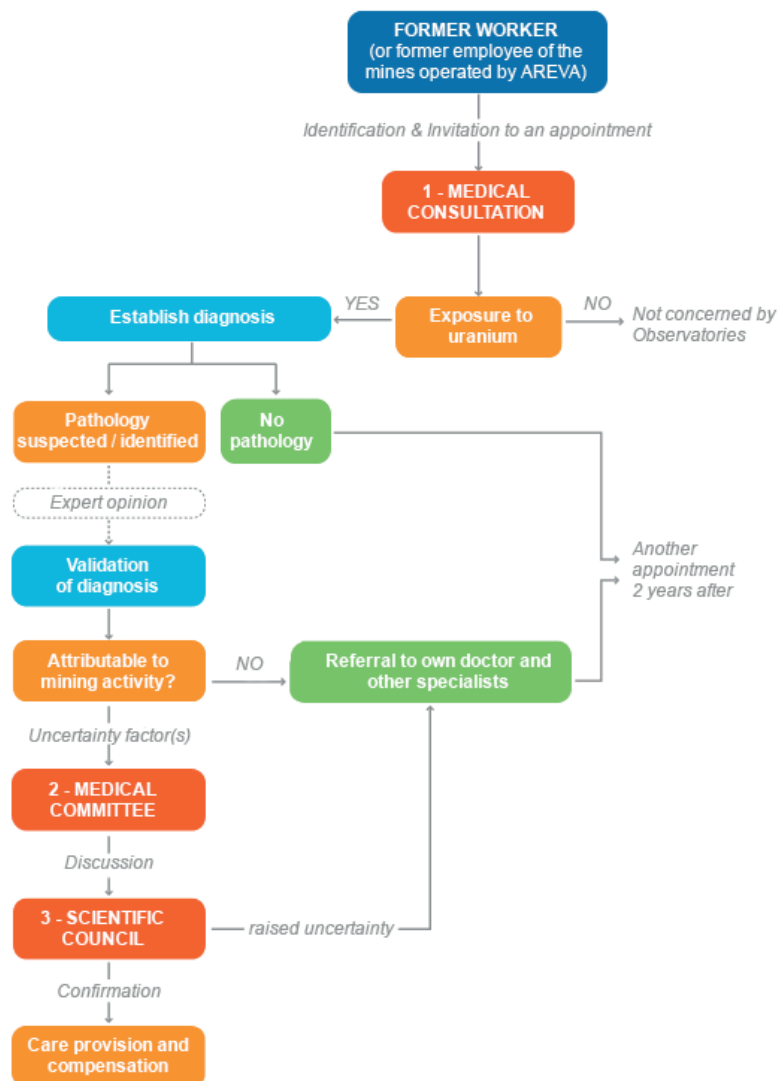 FORMER WORKER
(or former employee of the
mines operated by AREVA)
Identification & Invitation to an appointment
1 - MEDICAL
CONSULTATION
YES
NO
Establish diagnosis
Exposure to
uranium
Not concerned by
Observatories
Pathology
suspected / identified
No
pathology
Expert opinion
Validation
of diagnosis
Another
appointment
2 years after
Attributable to
mining activity?
NO
Referral to own doctor and
other specialists
Uncertainty factor(s)
2 - MEDICAL
COMMITTEE
Discussion
3 - SCIENTIFIC
COUNCIL
raised uncertainty
Confirmation
Care provision and
compensation